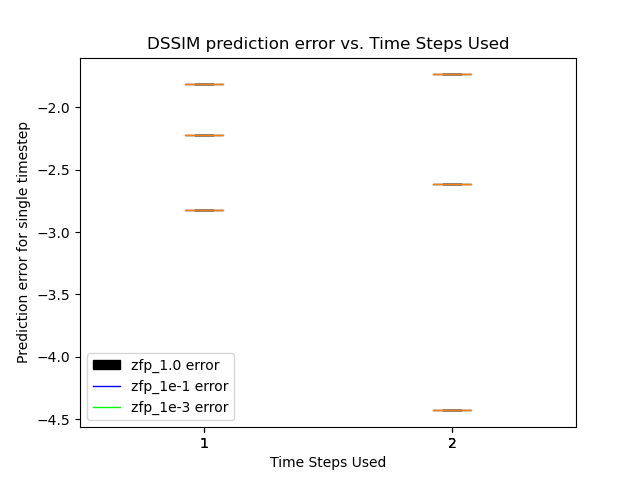 DSSIM prediction error vs. Time Steps Used
Prediction error for single timestep
−2.0
−2.5
−3.0
−3.5
−4.0
−4.5
zfp_1.0 error
zfp_1e-1 error
zfp_1e-3 error
1
2
Time Steps Used